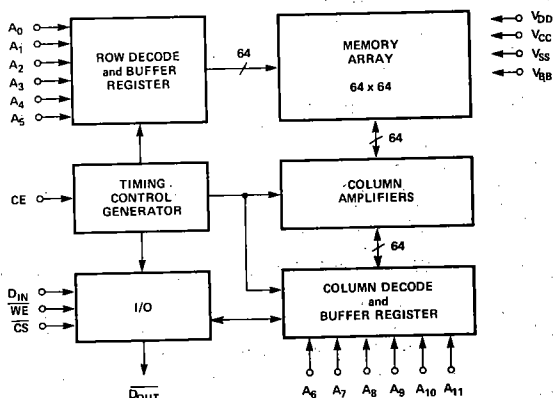 A0
A1
A2
A3
A4
A5
ROW DECODE
and BUFFER
REGISTER
64
MEMORY
ARRAY
64 x 64
VDD
VCC
VSS
VBB
64
CE
TIMING
CONTROL
GENERATOR
COLUMN
AMPLIFIERS
64
DIN
WE
CS
I/O
COLUMN DECODE
and
BUFFER REGISTER
DOUT
A6
A7
A8
A9
A10
A11